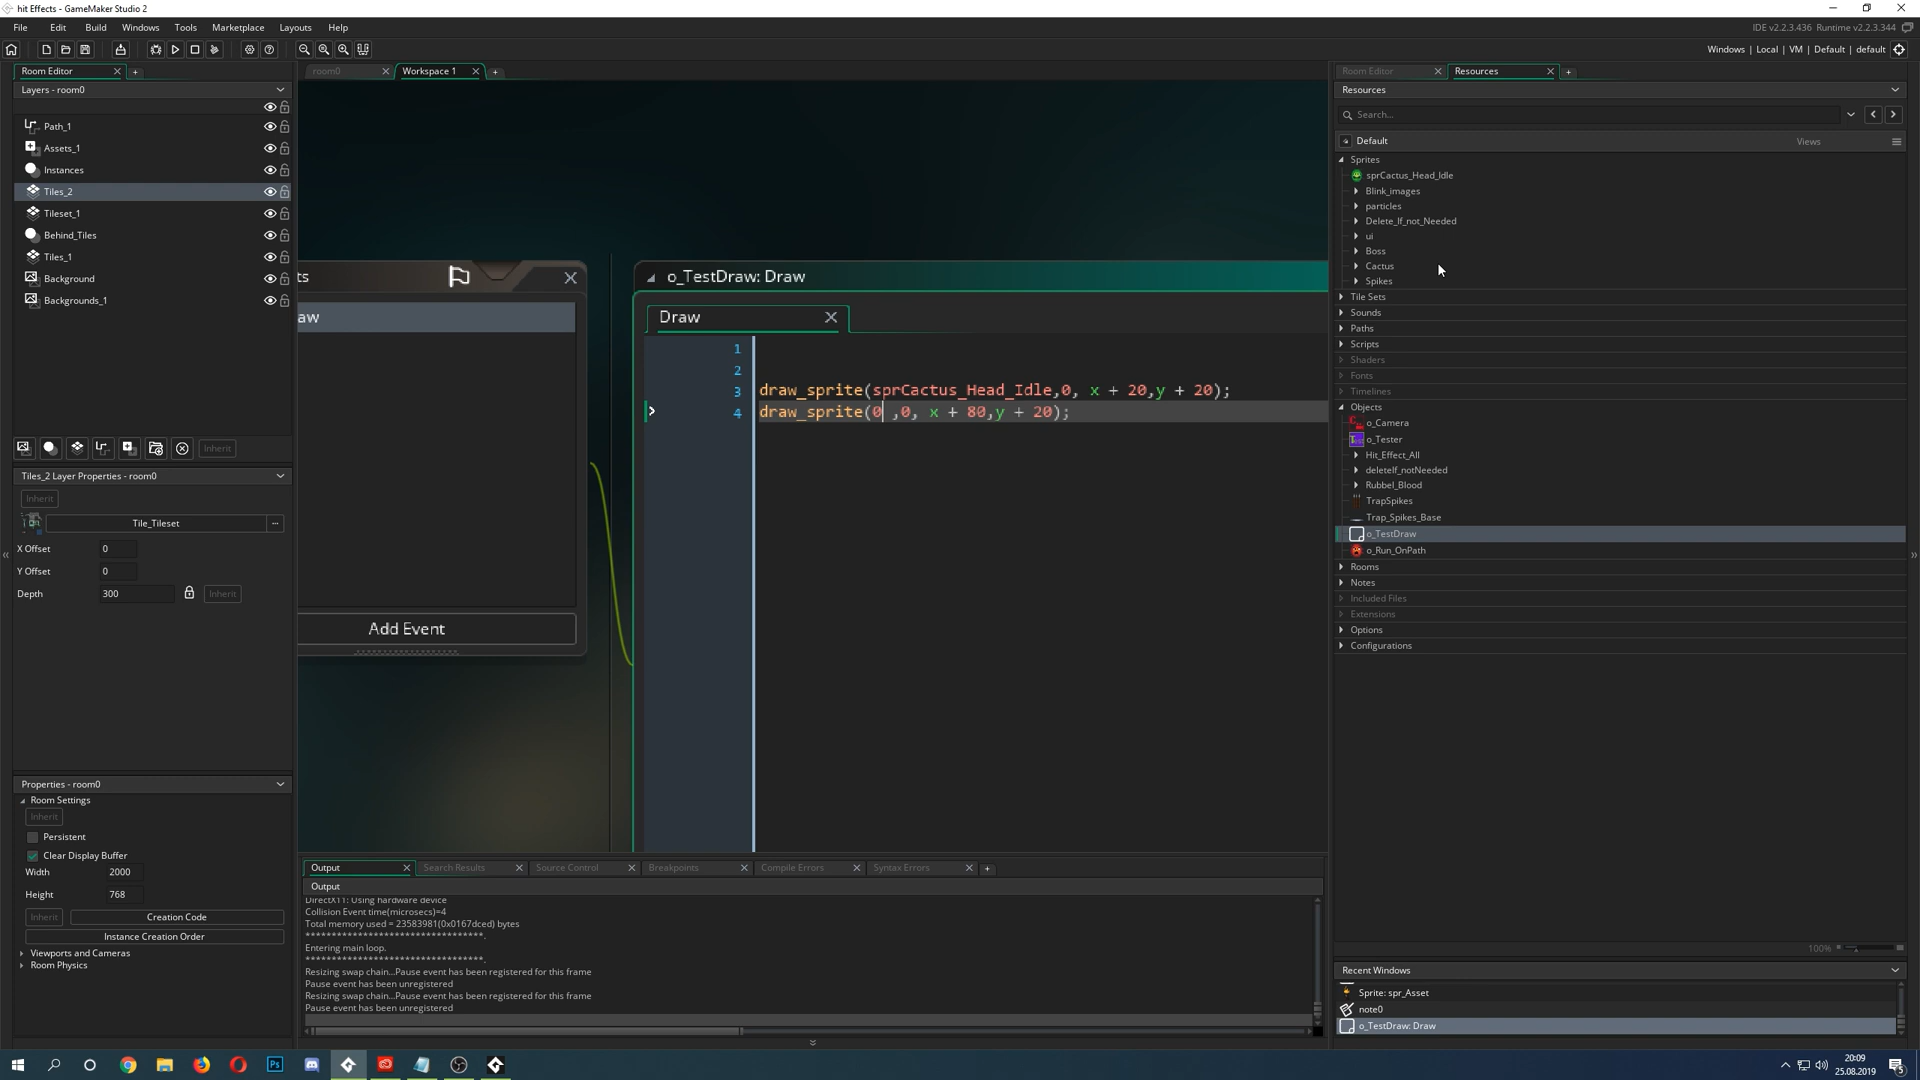 hit Effects - GameMaker Studio 2
File Edit Build Windows Tools Marketplace Layouts Help
IDE v2.2.3.436 Runtime v2.2.3.344
Windows | Local | VM | Default | default
Room Editor
Layers - room0
Path_1
Assets_1
Instances
Tiles_2
Tileset_1
Behind_Tiles
Tiles_1
Background
Backgrounds_1
Inherit
Tiles_2 Layer Properties - room0
Inherit
Tile_Tileset
...
X Offset 0
Y Offset 0
Depth 300 Inherit
Properties - room0
Room Settings
Inherit
Persistent
Clear Display Buffer
Width 2000
Height 768
Inherit Creation Code
Instance Creation Order
Viewports and Cameras
Room Physics
room0 Workspace 1
ts
aw
Add Event
o_TestDraw: Draw
Draw
1
2
3 draw_sprite(sprCactus_Head_Idle,0, x + 20,y + 20);
4 draw_sprite(0 ,0, x + 80,y + 20);
Output Search Results Source Control Breakpoints Compile Errors Syntax Errors
Output
DirectX11: Using hardware device
Collision Event time(microsecs)=4
Total memory used = 23583981(0x0167dced) bytes
**********************************.
Entering main loop.
**********************************.
Resizing swap chain...Pause event has been registered for this frame
Pause event has been unregistered
Resizing swap chain...Pause event has been registered for this frame
Pause event has been unregistered
Room Editor Resources
Resources
Search...
Default Views
Sprites
sprCactus_Head_Idle
Blink_images
particles
Delete_If_not_Needed
ui
Boss
Cactus
Spikes
Tile Sets
Sounds
Paths
Scripts
Shaders
Fonts
Timelines
Objects
o_Camera
o_Tester
Hit_Effect_All
deleteIf_notNeeded
Rubbel_Blood
TrapSpikes
Trap_Spikes_Base
o_TestDraw
o_Run_OnPath
Rooms
Notes
Included Files
Extensions
Options
Configurations
100%
Recent Windows
Sprite: spr_Asset
note0
o_TestDraw: Draw
20:09
25.08.2019
5